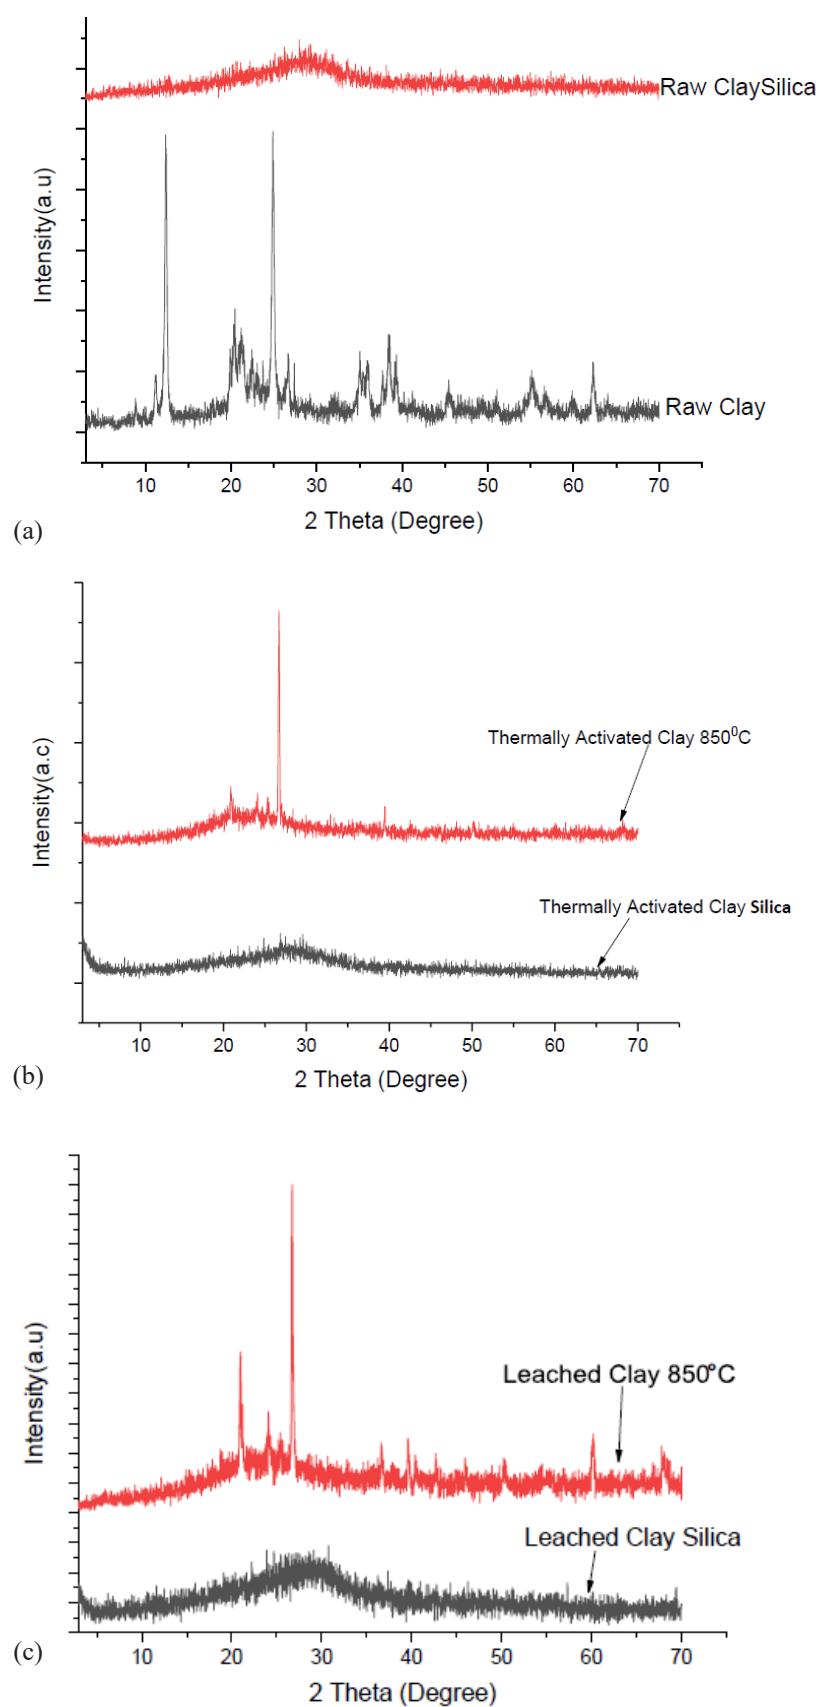 Raw ClaySilica
Intensity(a.u)
Raw Clay
10 20 30 40 50 60 70
2 Theta (Degree)
(a)
Thermally Activated Clay 850⁰C
Intensity(a.c)
Thermally Activated Clay Silica
10 20 30 40 50 60 70
2 Theta (Degree)
(b)
Leached Clay 850°C
Intensity(a.u)
Leached Clay Silica
10 20 30 40 50 60 70
2 Theta (Degree)
(c)